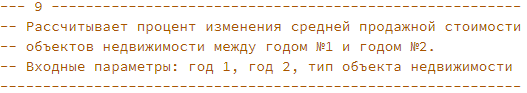 --- 9 --------------------------------------------------------
-- Рассчитывает процент изменения средней продажной стоимости
-- объектов недвижимости между годом №1 и годом №2.
-- Входные параметры: год 1, год 2, тип объекта недвижимости
--------------------------------------------------------------